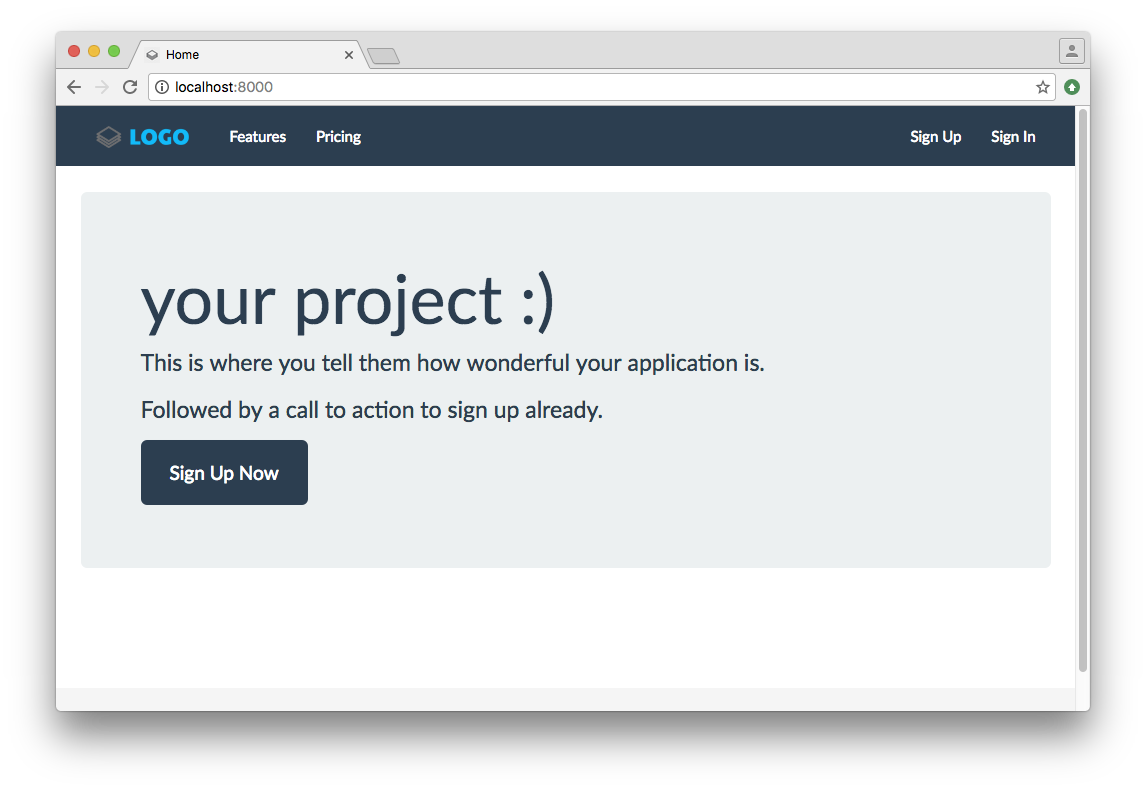 Home
localhost:8000
LOGO Features Pricing Sign Up Sign In
your project :)
This is where you tell them how wonderful your application is.
Followed by a call to action to sign up already.
Sign Up Now